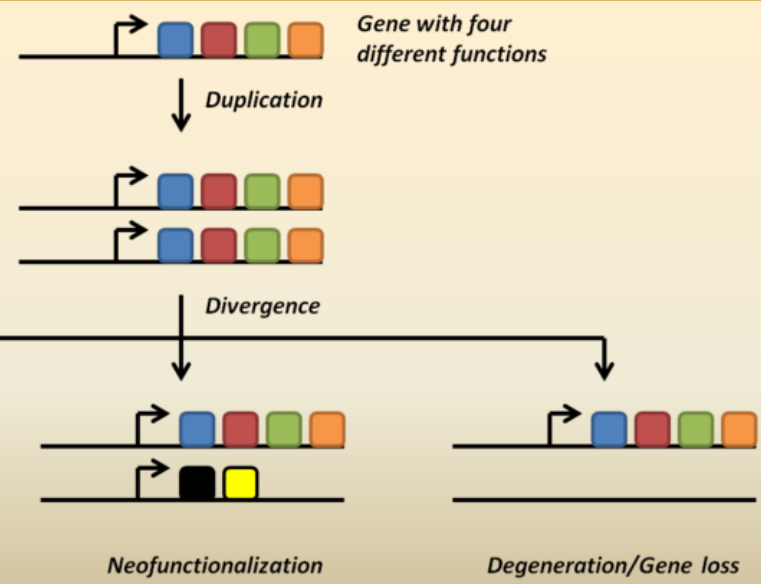 Gene with four
different functions
Duplication
Divergence
Neofunctionalization
Degeneration/Gene loss